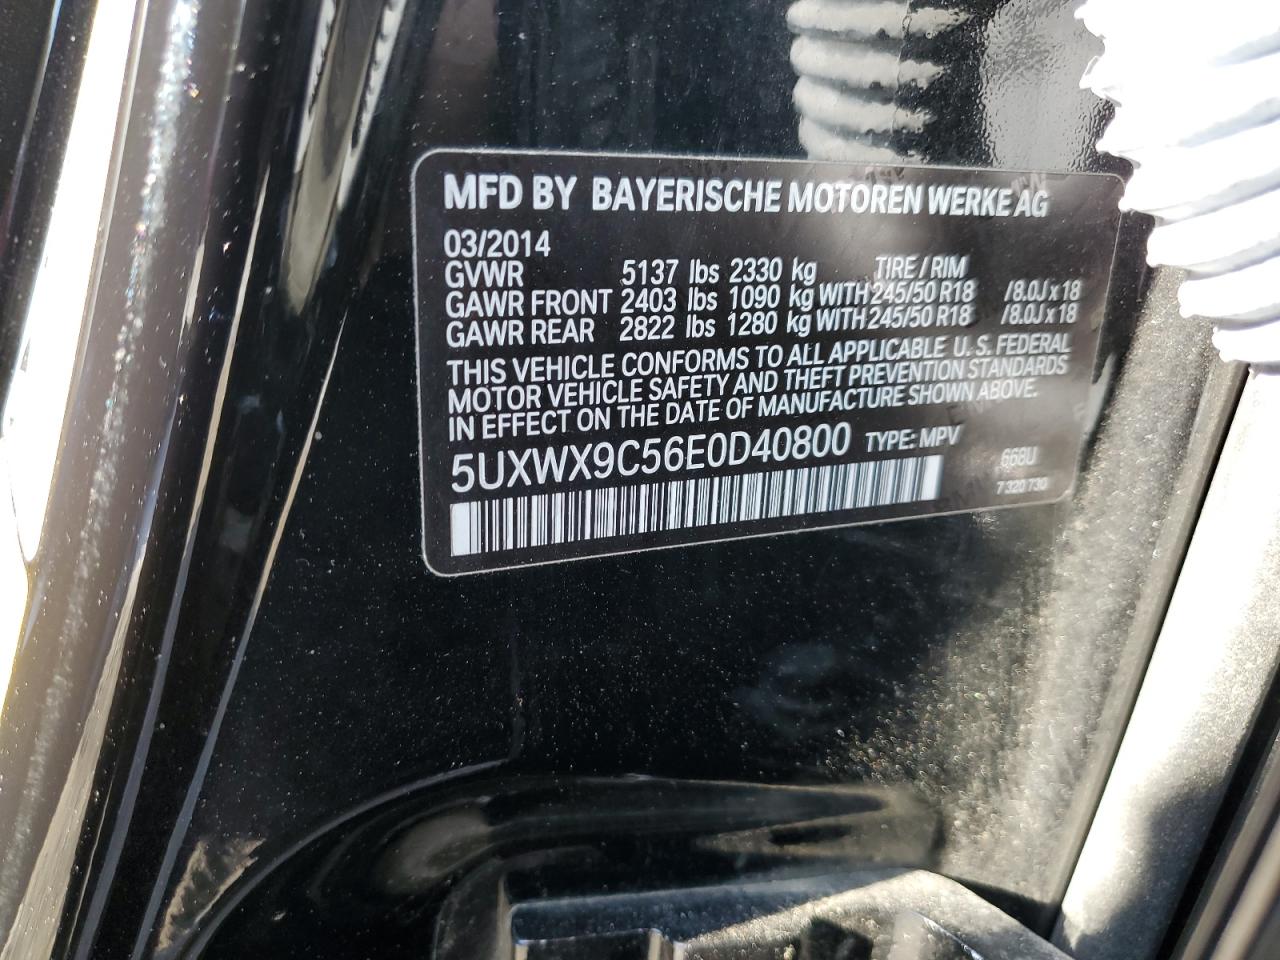 MFD BY BAYERISCHE MOTOREN WERKE AG
03/2014
GVWR 5137 lbs 2330 kg TIRE / RIM
GAWR FRONT 2403 lbs 1090 kg WITH 245/50 R18 /8.0J x 18
GAWR REAR 2822 lbs 1280 kg WITH 245/50 R18 /8.0J x 18
THIS VEHICLE CONFORMS TO ALL APPLICABLE U.S. FEDERAL
MOTOR VEHICLE SAFETY AND THEFT PREVENTION STANDARDS
IN EFFECT ON THE DATE OF MANUFACTURE SHOWN ABOVE.
5UXWX9C56E0D40800 TYPE: MPV
668U
7 320 730